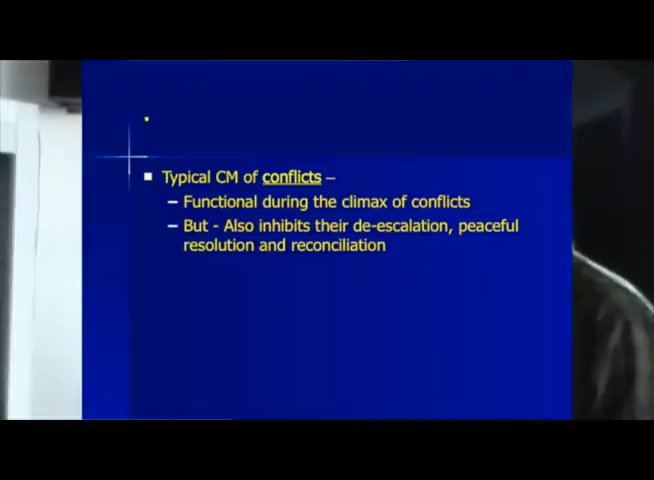 .
Typical CM of conflicts –
– Functional during the climax of conflicts
– But - Also inhibits their de-escalation, peaceful
resolution and reconciliation